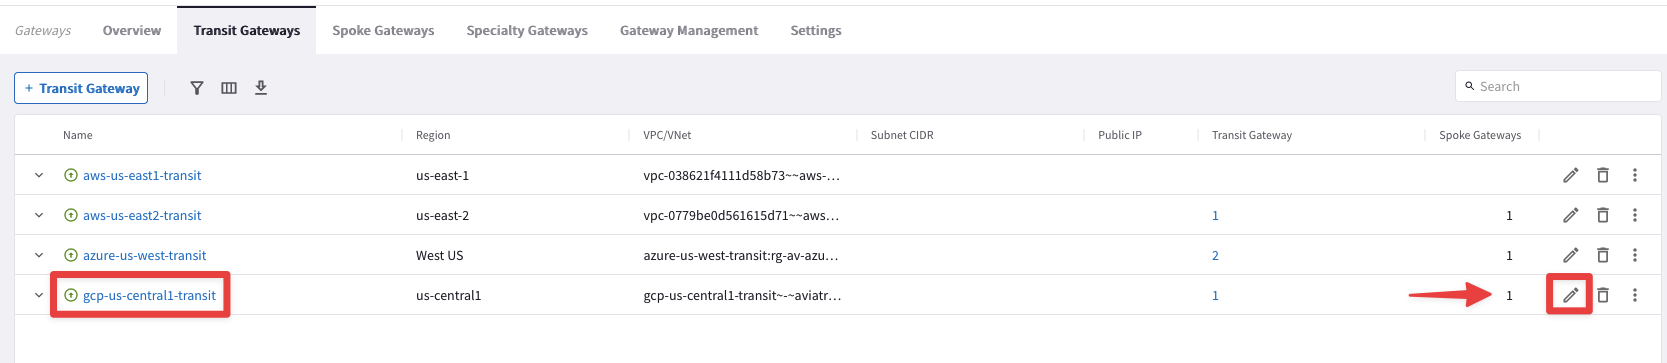 Gateways Overview Transit Gateways Spoke Gateways Specialty Gateways Gateway Management Settings
+ Transit Gateway Search
Name Region VPC/VNet Subnet CIDR Public IP Transit Gateway Spoke Gateways
aws-us-east1-transit us-east-1 vpc-038621f4111d58b73~~aws-...
aws-us-east2-transit us-east-2 vpc-0779be0d561615d71~~aws... 1 1
azure-us-west-transit West US azure-us-west-transit:rg-av-azu... 2 1
gcp-us-central1-transit us-central1 gcp-us-central1-transit~-~aviatr... 1 1